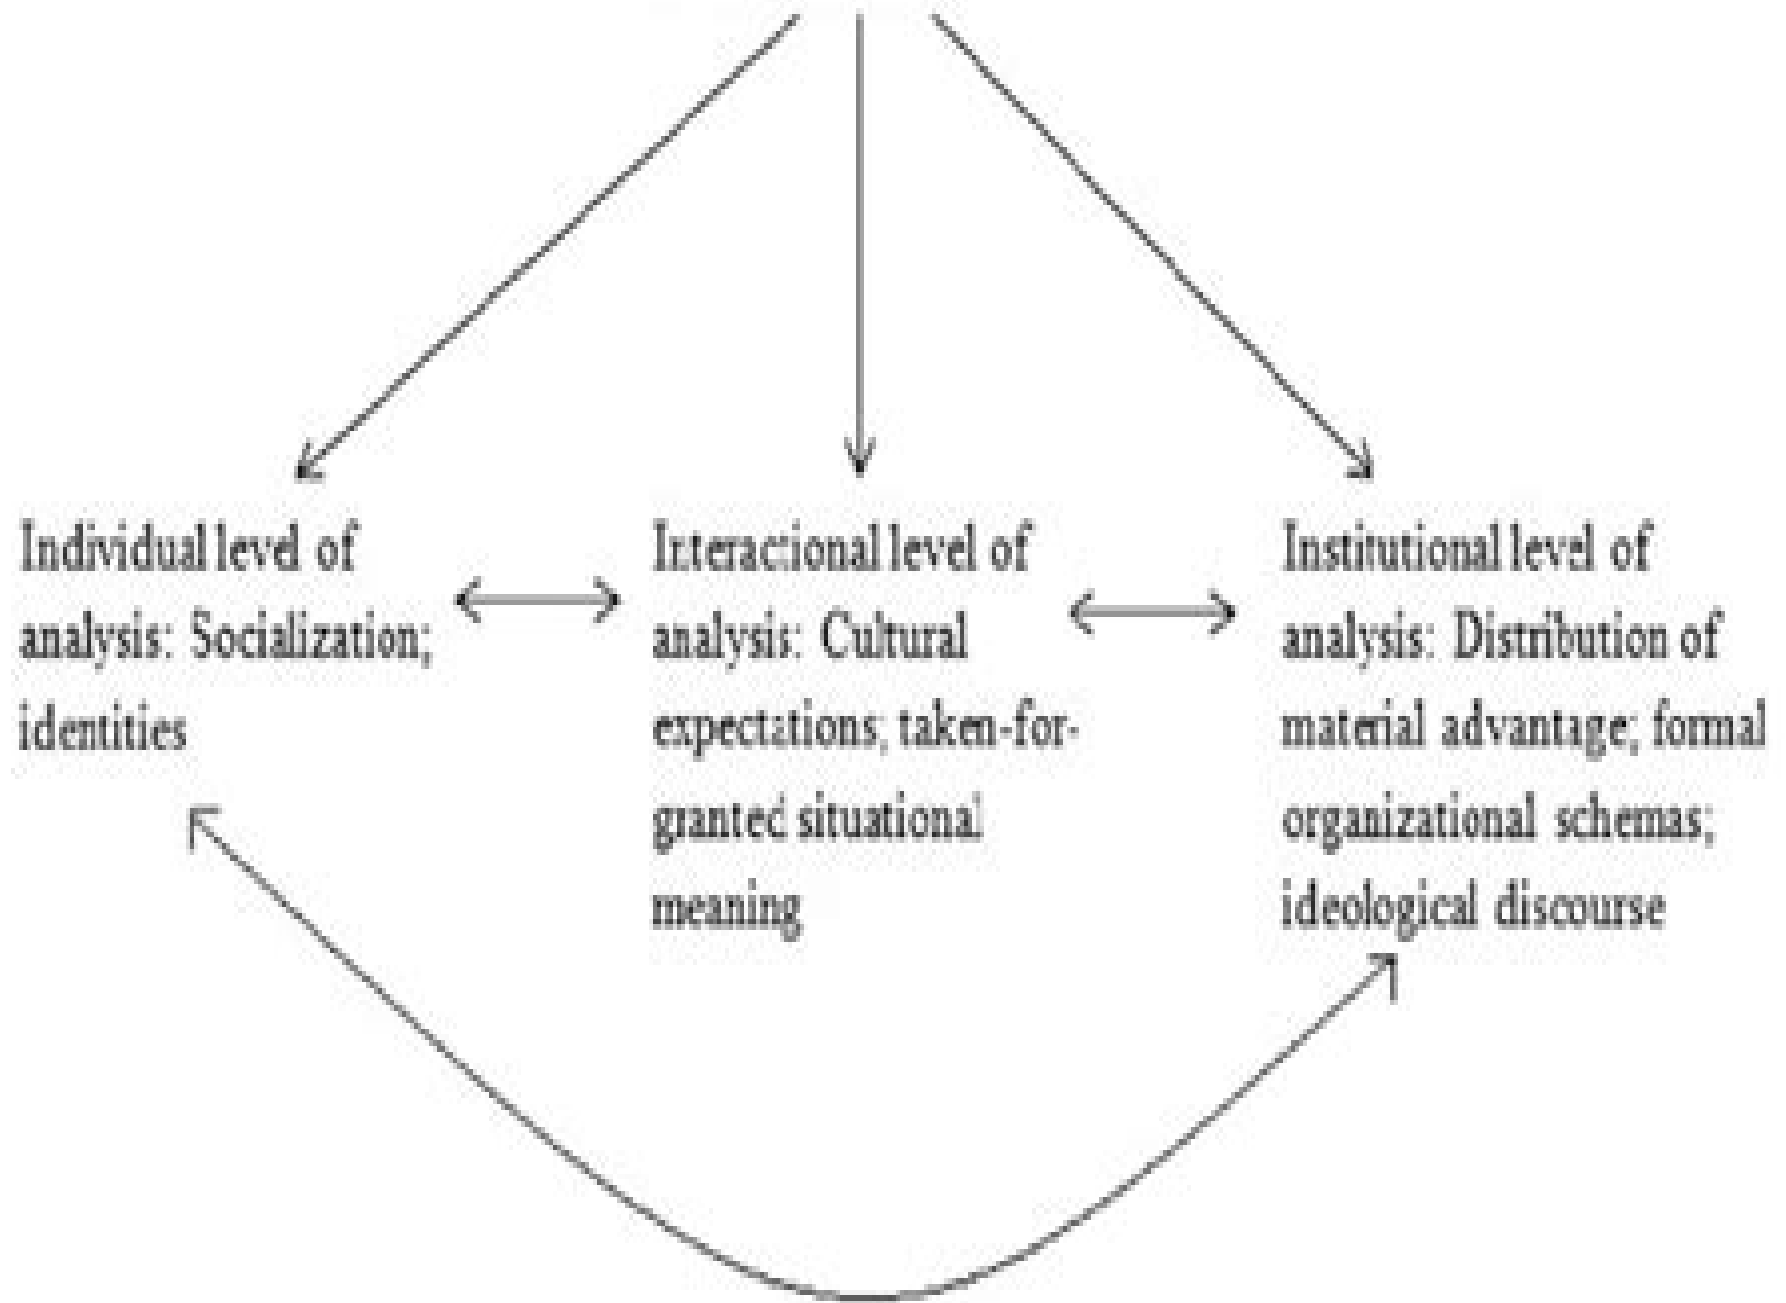 Individual level of
analysis: Socialization;
identities
Interactional level of
analysis: Cultural
expectations; taken-for-
granted situational
meaning
Institutional level of
analysis: Distribution of
material advantage; formal
organizational schemas;
ideological discourse